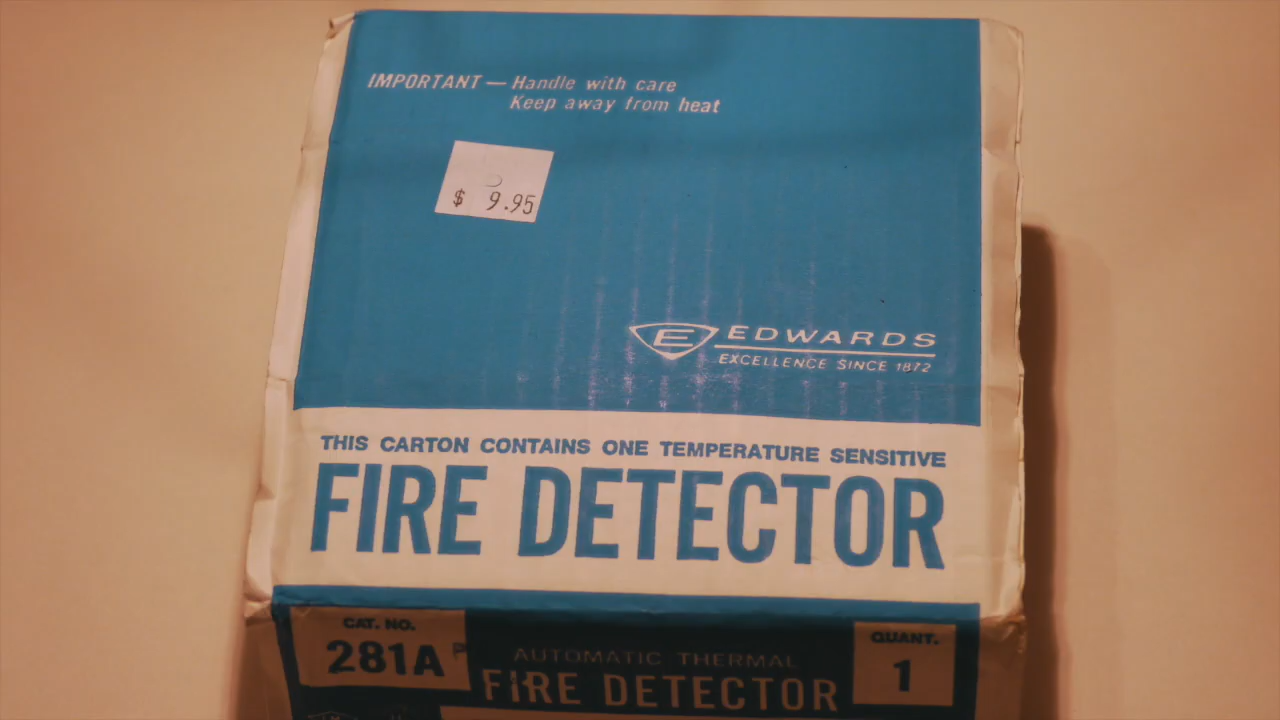 IMPORTANT — Handle with care
Keep away from heat
$ 9.95
E EDWARDS
EXCELLENCE SINCE 1872
THIS CARTON CONTAINS ONE TEMPERATURE SENSITIVE
FIRE DETECTOR
CAT. NO.
281A P
AUTOMATIC THERMAL
FIRE DETECTOR
QUANT.
1